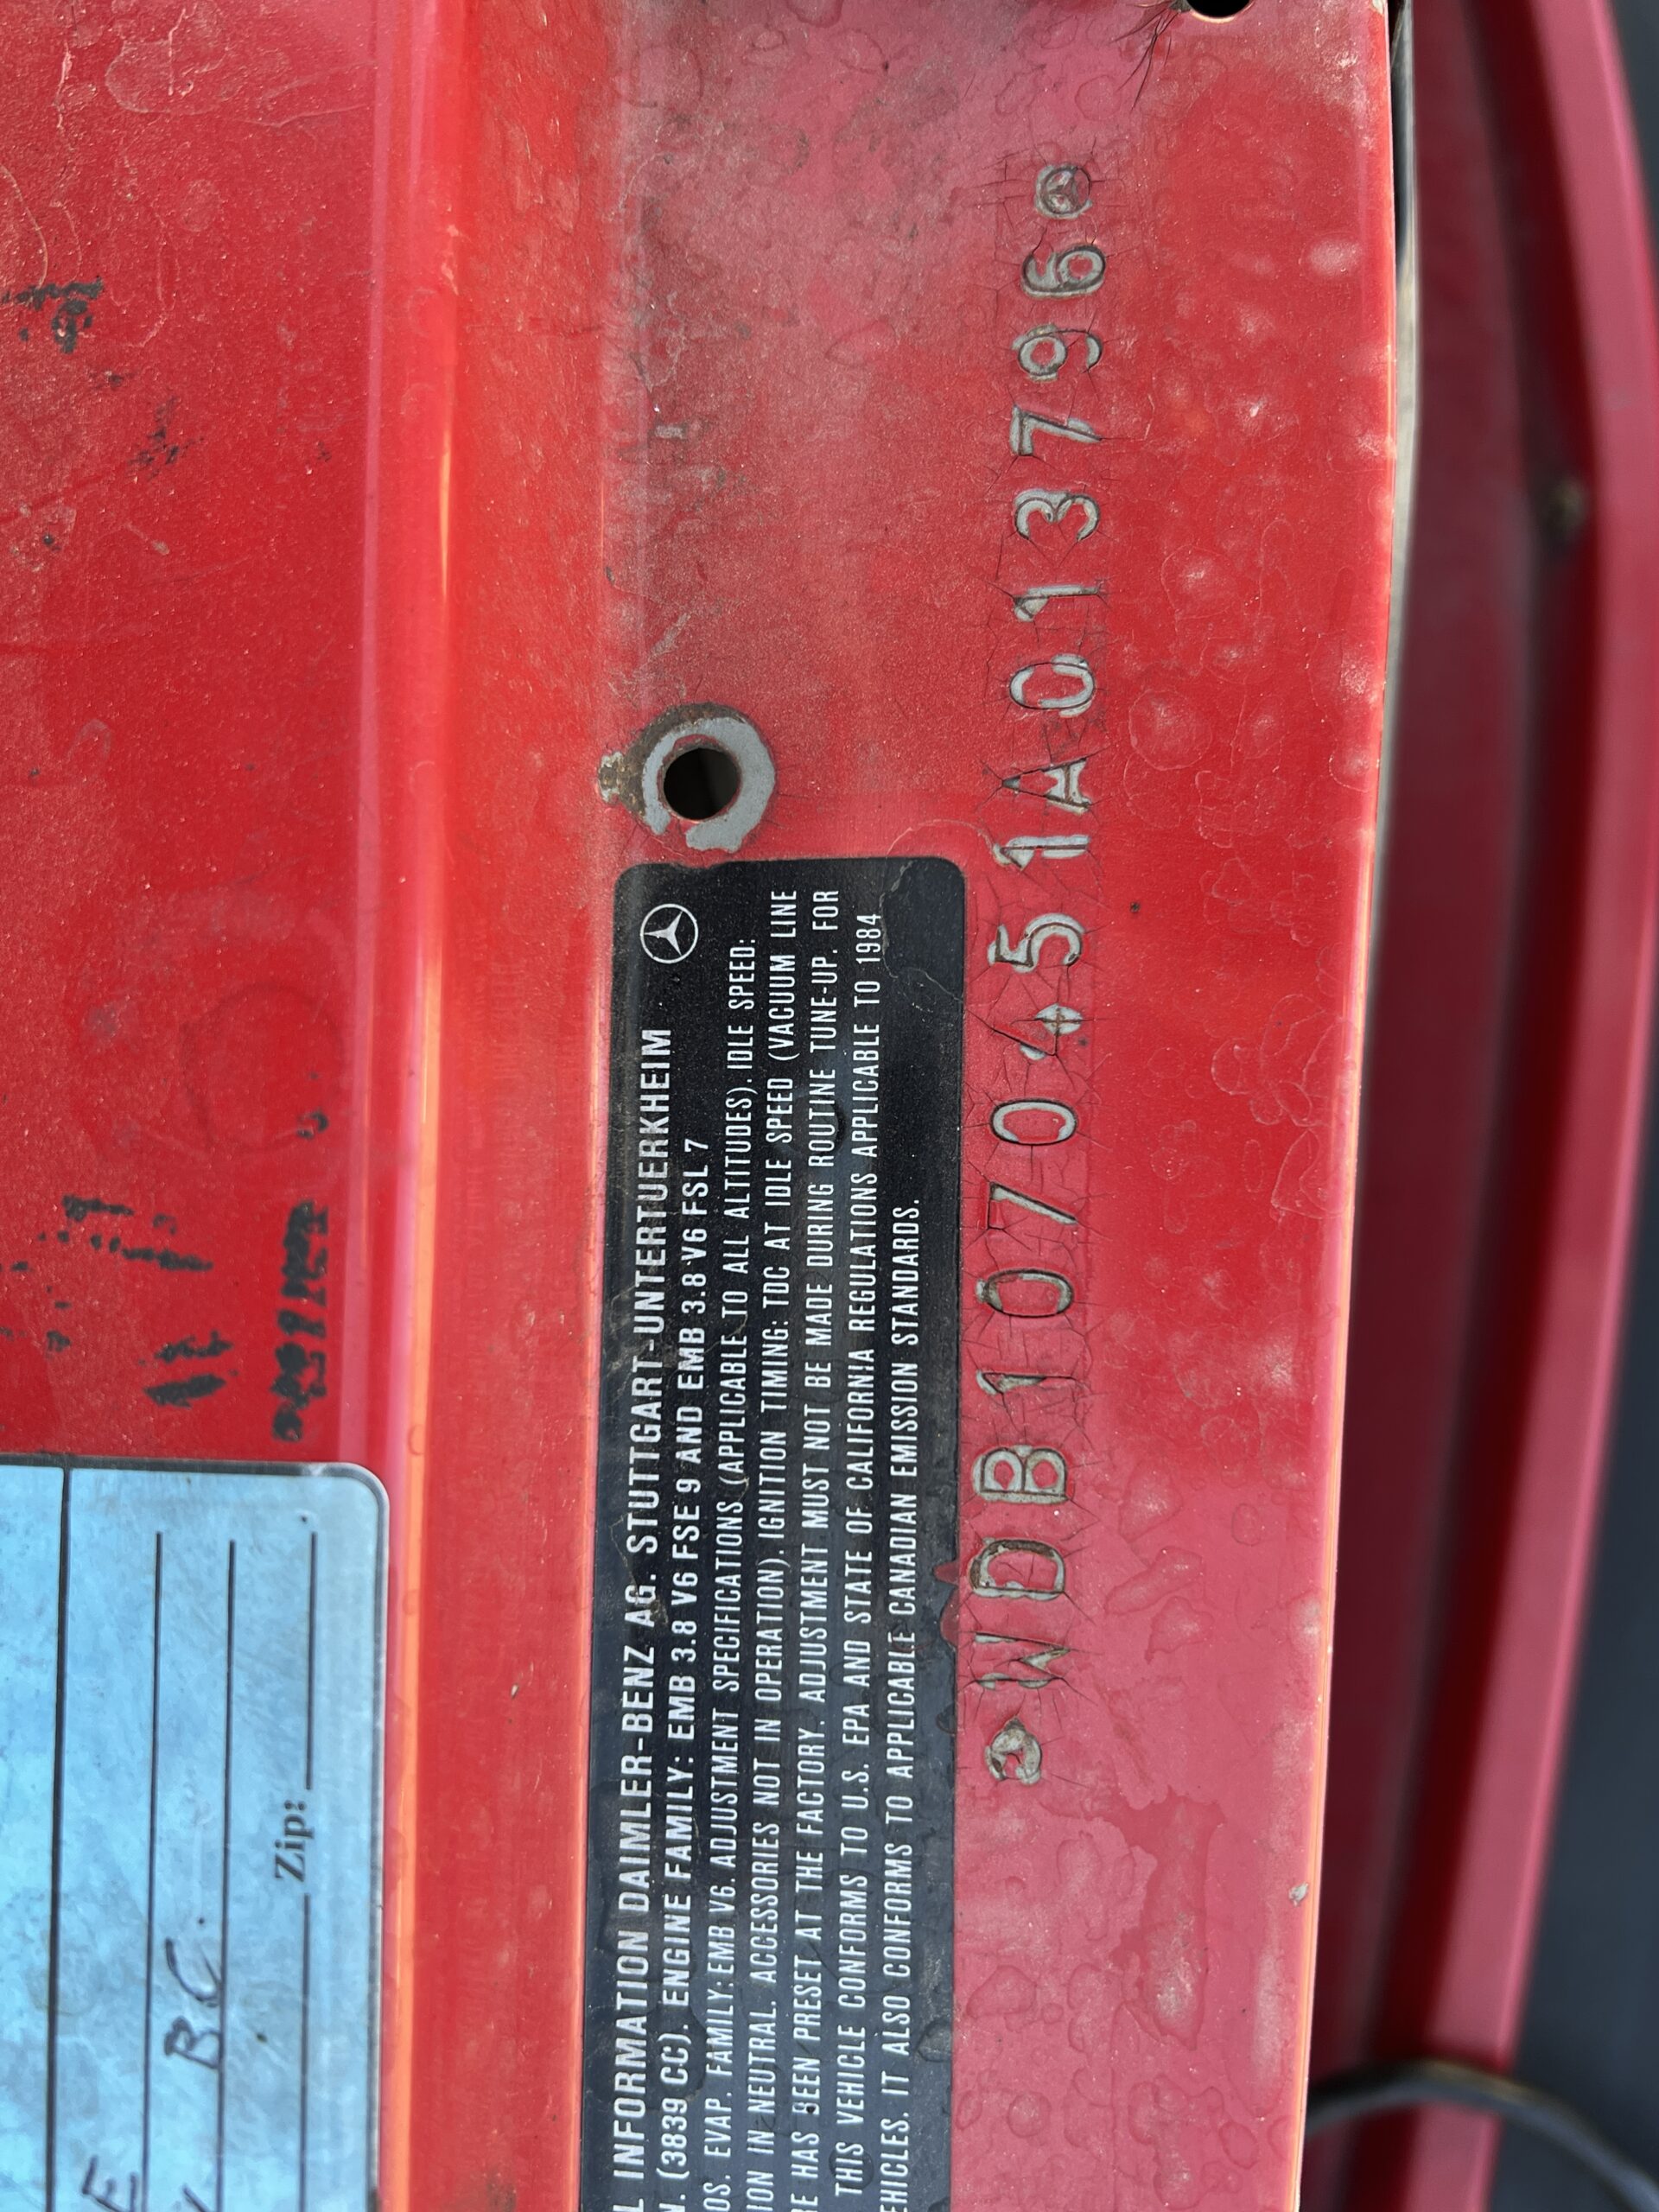 BC.
Zip:
L INFORMATION DAIMLER-BENZ AG. STUTTGART-UNTERTUERKHEIM
(3839 CC). ENGINE FAMILY: EMB 3.8 V6 FSE 9 AND EMB 3.8 V6 FSL 7
EVAP. FAMILY: EMB V6. ADJUSTMENT SPECIFICATIONS (APPLICABLE TO ALL ALTITUDES). IDLE SPEED:
ION IN NEUTRAL. ACCESSORIES NOT IN OPERATION). IGNITION TIMING: TDC AT IDLE SPEED (VACUUM LINE
RE HAS BEEN PRESET AT THE FACTORY. ADJUSTMENT MUST NOT BE MADE DURING ROUTINE TUNE-UP. FOR
THIS VEHICLE CONFORMS TO U.S. EPA AND STATE OF CALIFORNIA REGULATIONS APPLICABLE TO 1984
EHICLES. IT ALSO CONFORMS TO APPLICABLE CANADIAN EMISSION STANDARDS.
WDB1070451A013796